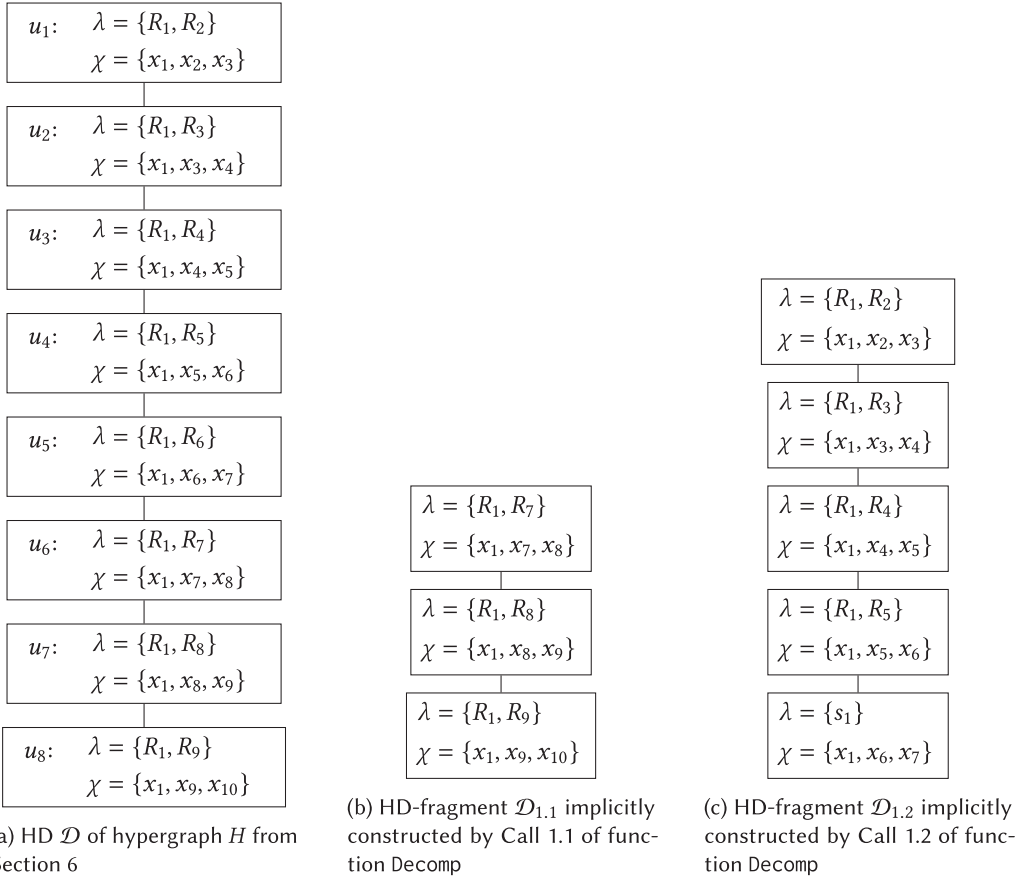 u₁: λ = {R₁, R₂}
χ = {x₁, x₂, x₃}
u₂: λ = {R₁, R₃}
χ = {x₁, x₃, x₄}
u₃: λ = {R₁, R₄}
χ = {x₁, x₄, x₅}
u₄: λ = {R₁, R₅}
χ = {x₁, x₅, x₆}
u₅: λ = {R₁, R₆}
χ = {x₁, x₆, x₇}
u₆: λ = {R₁, R₇}
χ = {x₁, x₇, x₈}
u₇: λ = {R₁, R₈}
χ = {x₁, x₈, x₉}
u₈: λ = {R₁, R₉}
χ = {x₁, x₉, x₁₀}
a) HD 𝒟 of hypergraph H from
Section 6
λ = {R₁, R₇}
χ = {x₁, x₇, x₈}
λ = {R₁, R₈}
χ = {x₁, x₈, x₉}
λ = {R₁, R₉}
χ = {x₁, x₉, x₁₀}
(b) HD-fragment 𝒟₁.₁ implicitly
constructed by Call 1.1 of func-
tion Decomp
λ = {R₁, R₂}
χ = {x₁, x₂, x₃}
λ = {R₁, R₃}
χ = {x₁, x₃, x₄}
λ = {R₁, R₄}
χ = {x₁, x₄, x₅}
λ = {R₁, R₅}
χ = {x₁, x₅, x₆}
λ = {s₁}
χ = {x₁, x₆, x₇}
(c) HD-fragment 𝒟₁.₂ implicitly
constructed by Call 1.2 of func-
tion Decomp